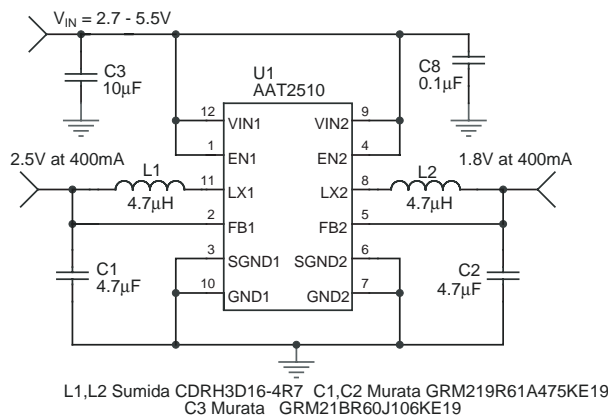 VIN = 2.7 - 5.5V
C3
10μF
U1
AAT2510
C8
0.1μF
12
VIN1
VIN2
9
1
EN1
EN2
4
2.5V at 400mA
L1
4.7μH
11
LX1
LX2
8
L2
4.7μH
1.8V at 400mA
2
FB1
FB2
5
C1
4.7μF
3
SGND1
SGND2
6
10
GND1
GND2
7
C2
4.7μF
L1,L2 Sumida CDRH3D16-4R7 C1,C2 Murata GRM219R61A475KE19
C3 Murata GRM21BR60J106KE19